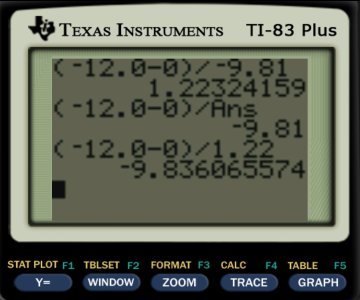 TEXAS INSTRUMENTS TI-83 Plus
(-12.0-0)/-9.81
1.22324159
(-12.0-0)/Ans
-9.81
(-12.0-0)/1.22
-9.836065574
STAT PLOT F1 TBLSET F2 FORMAT F3 CALC F4 TABLE F5
Y= WINDOW ZOOM TRACE GRAPH